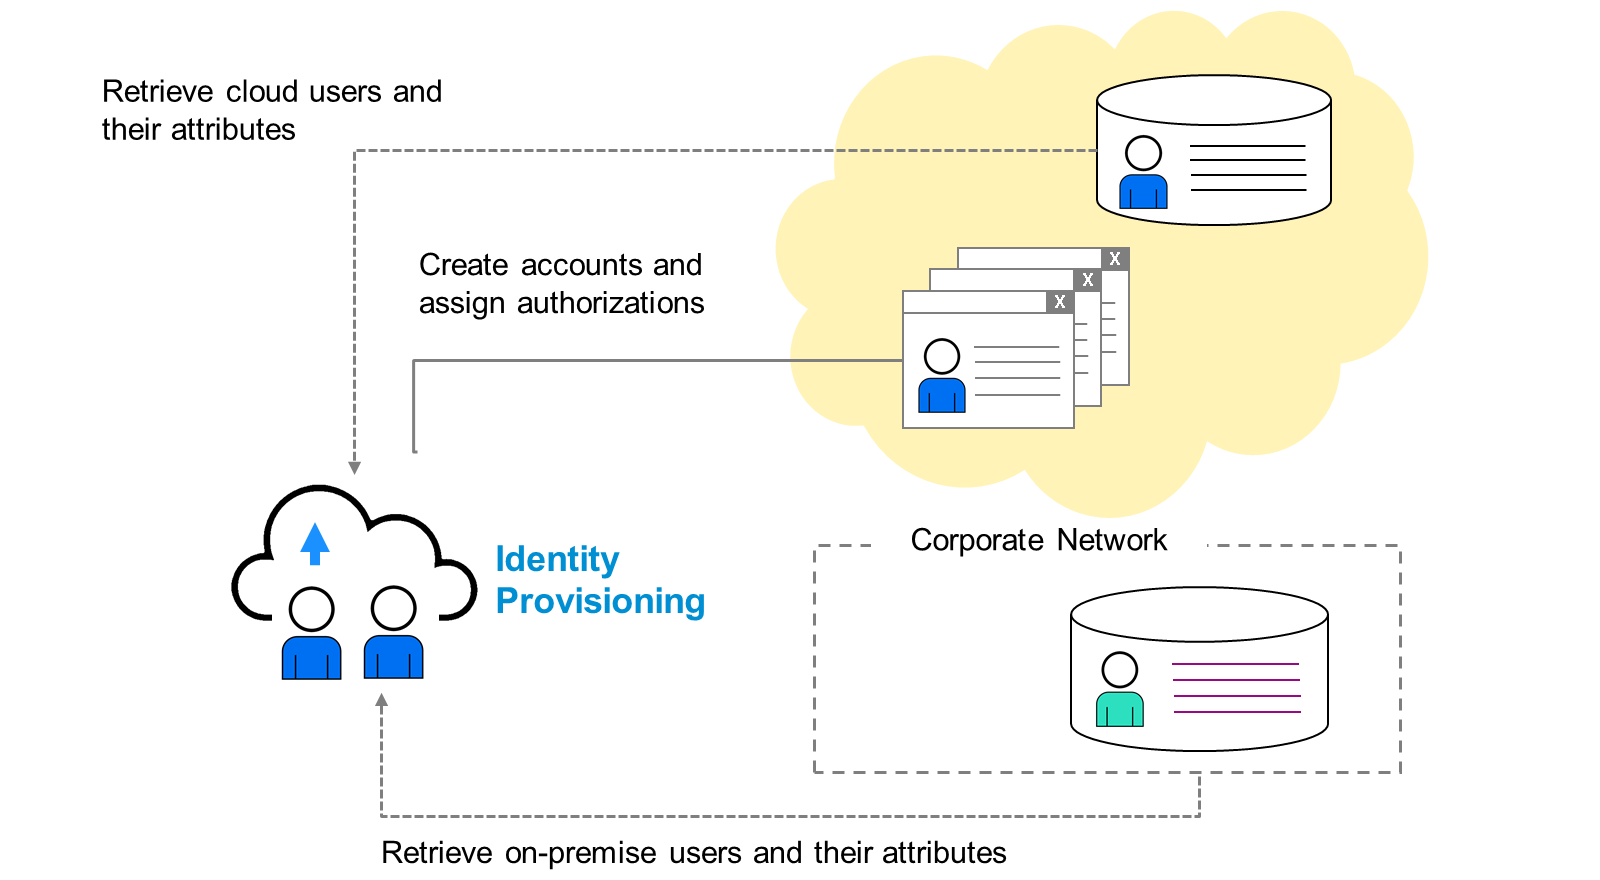 Retrieve cloud users and
their attributes
X
Create accounts and
assign authorizations
X
X
Corporate Network
Identity
Provisioning
Retrieve on-premise users and their attributes